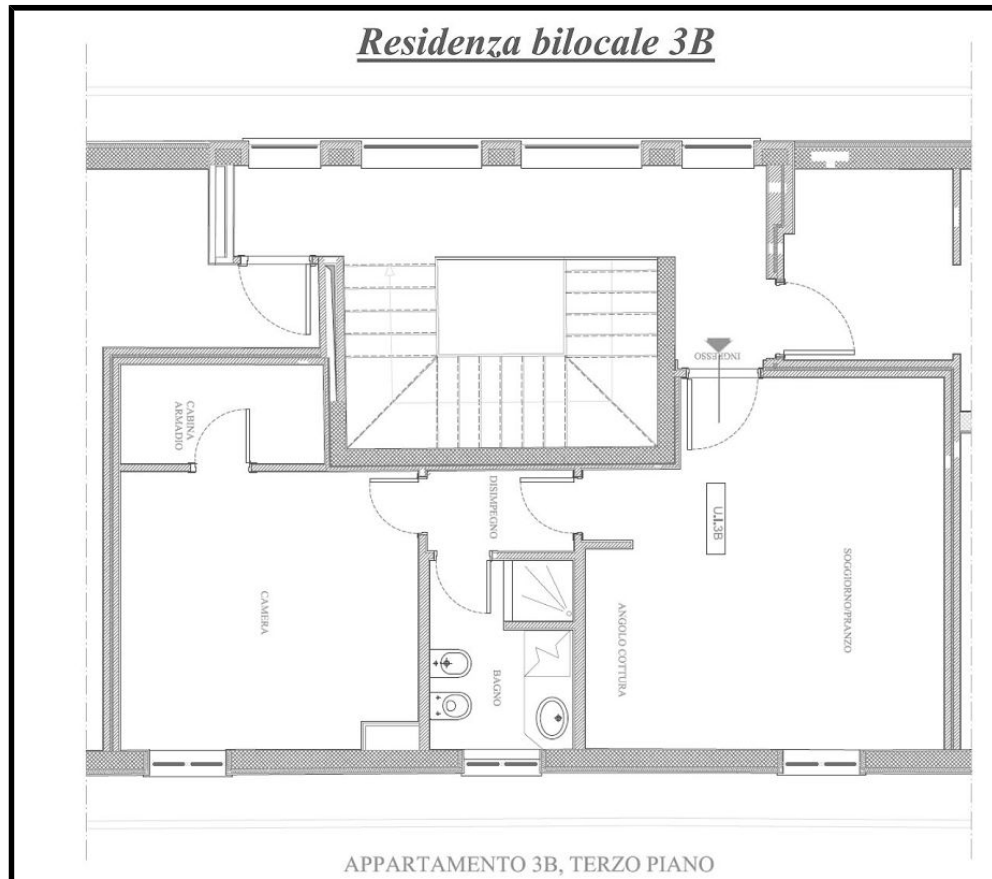 Residenza bilocale 3B
INGRESSO
CABINA
ARMADIO
DISIMPEGNO
U.I.3B
CAMERA
BAGNO
ANGOLO COTTURA
SOGGIORNO/PRANZO
APPARTAMENTO 3B, TERZO PIANO